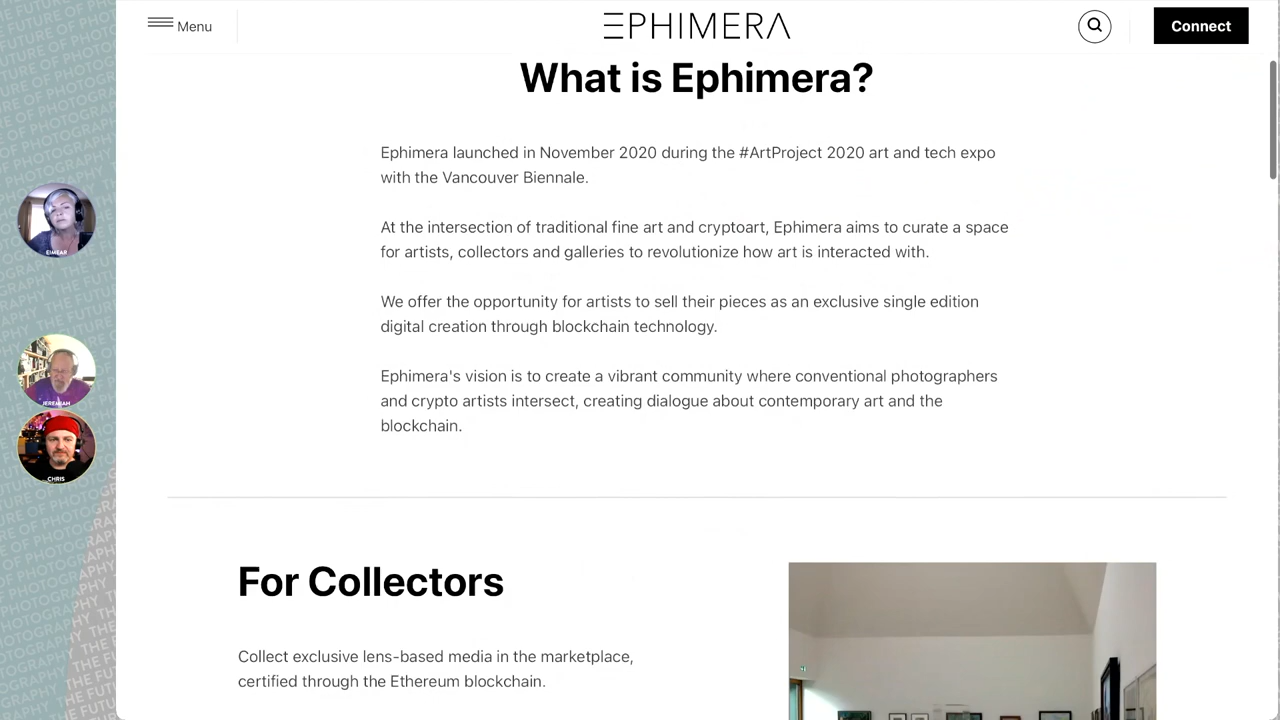 Menu
EPHIMERA
Connect
What is Ephimera?
Ephimera launched in November 2020 during the #ArtProject 2020 art and tech expo
with the Vancouver Biennale.
At the intersection of traditional fine art and cryptoart, Ephimera aims to curate a space
for artists, collectors and galleries to revolutionize how art is interacted with.
We offer the opportunity for artists to sell their pieces as an exclusive single edition
digital creation through blockchain technology.
Ephimera's vision is to create a vibrant community where conventional photographers
and crypto artists intersect, creating dialogue about contemporary art and the
blockchain.
For Collectors
Collect exclusive lens-based media in the marketplace,
certified through the Ethereum blockchain.
EIMEAR
JEREMIAH
CHRIS